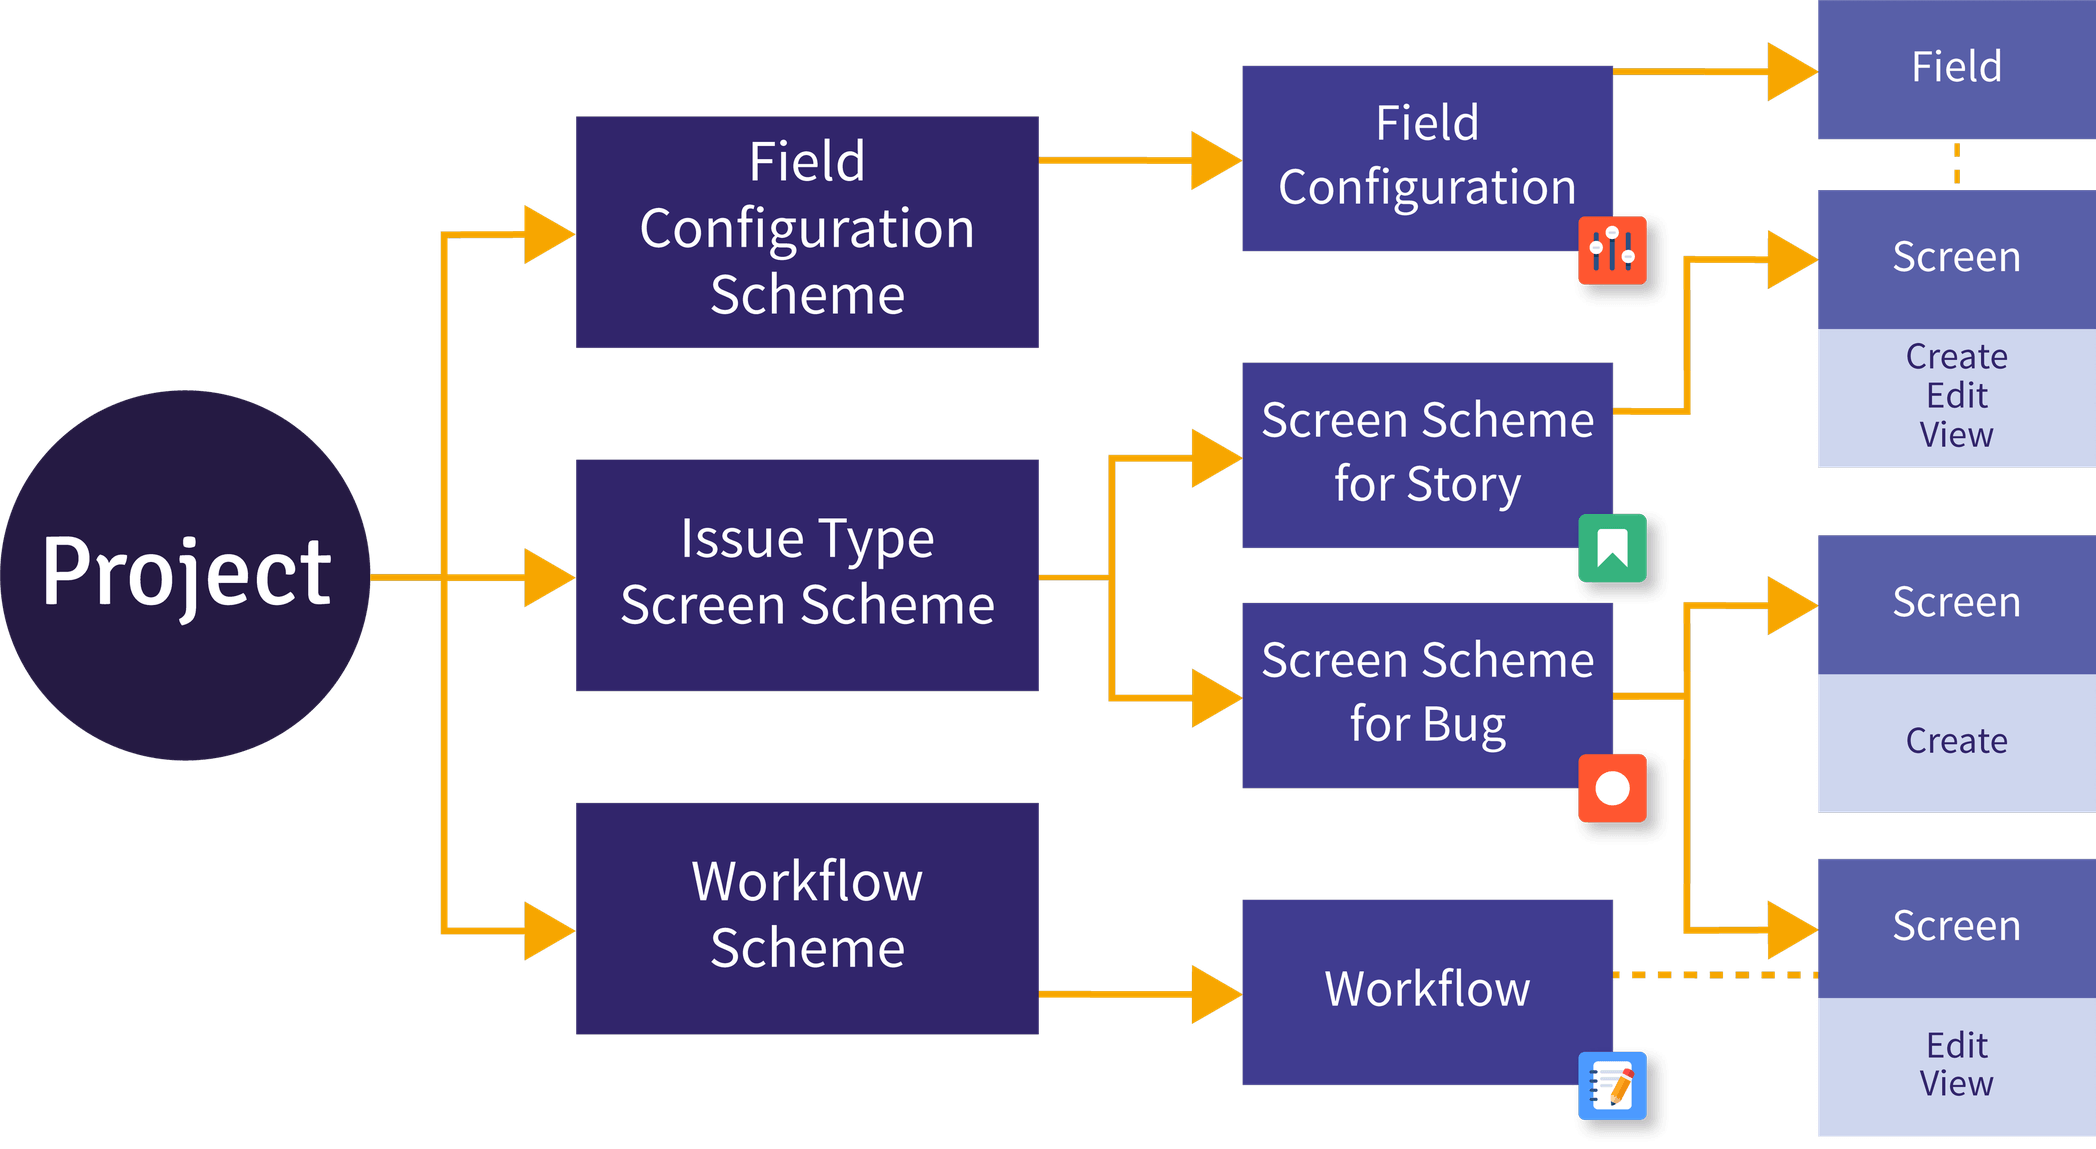 Project
Field
Configuration
Scheme
Issue Type
Screen Scheme
Workflow
Scheme
Field
Configuration
Screen Scheme
for Story
Screen Scheme
for Bug
Workflow
Field
Screen
Create
Edit
View
Screen
Create
Screen
Edit
View